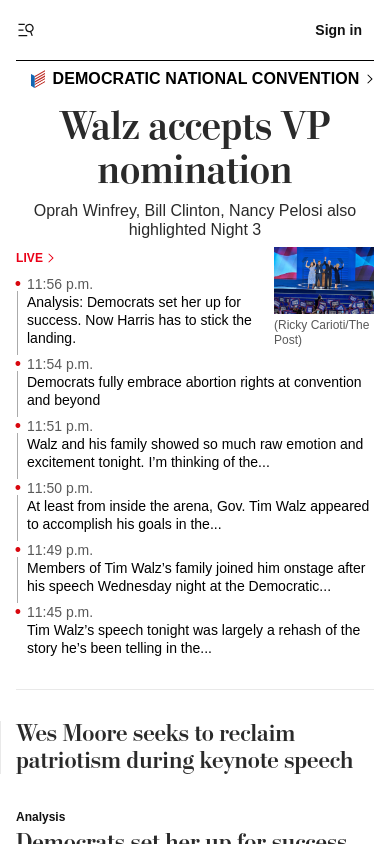 Sign in
DEMOCRATIC NATIONAL CONVENTION
Walz accepts VP
nomination
Oprah Winfrey, Bill Clinton, Nancy Pelosi also
highlighted Night 3
LIVE
(Ricky Carioti/The
Post)
11:56 p.m.
Analysis: Democrats set her up for
success. Now Harris has to stick the
landing.
11:54 p.m.
Democrats fully embrace abortion rights at convention
and beyond
11:51 p.m.
Walz and his family showed so much raw emotion and
excitement tonight. I’m thinking of the...
11:50 p.m.
At least from inside the arena, Gov. Tim Walz appeared
to accomplish his goals in the...
11:49 p.m.
Members of Tim Walz’s family joined him onstage after
his speech Wednesday night at the Democratic...
11:45 p.m.
Tim Walz’s speech tonight was largely a rehash of the
story he’s been telling in the...
Wes Moore seeks to reclaim
patriotism during keynote speech
Analysis
Democrats set her up for success.